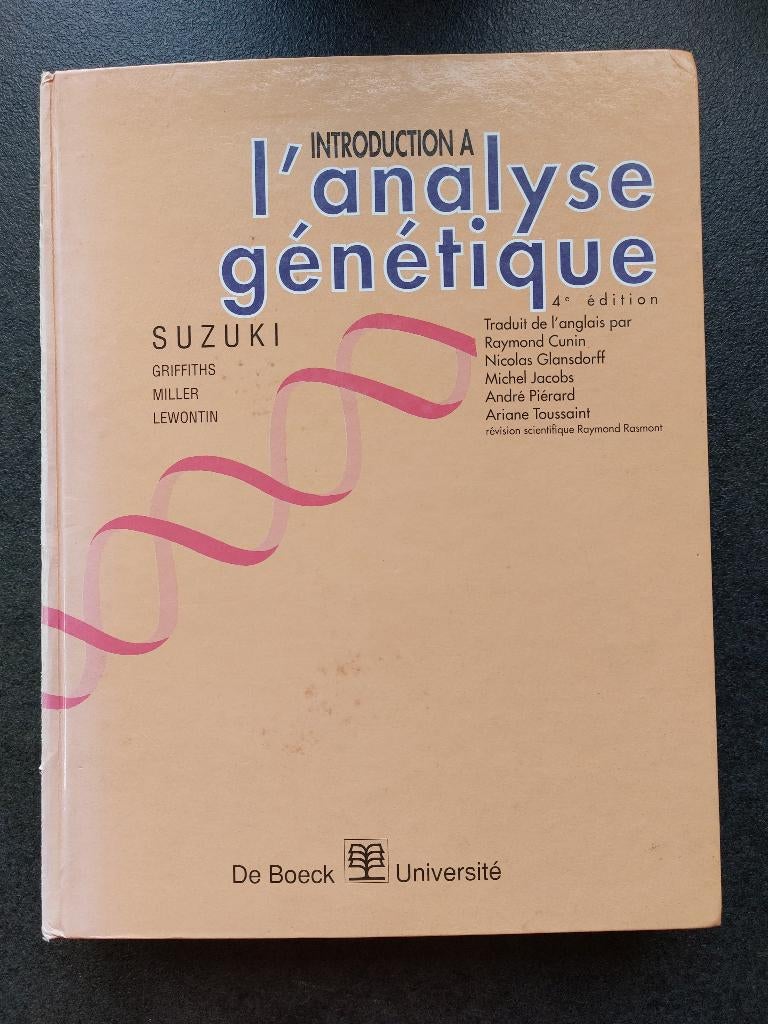 INTRODUCTION A
l'analyse
génétique
4e édition
SUZUKI
GRIFFITHS
MILLER
LEWONTIN
Traduit de l'anglais par
Raymond Cunin
Nicolas Glansdorff
Michel Jacobs
André Piérard
Ariane Toussaint
révision scientifique Raymond Rasmont
De Boeck Université